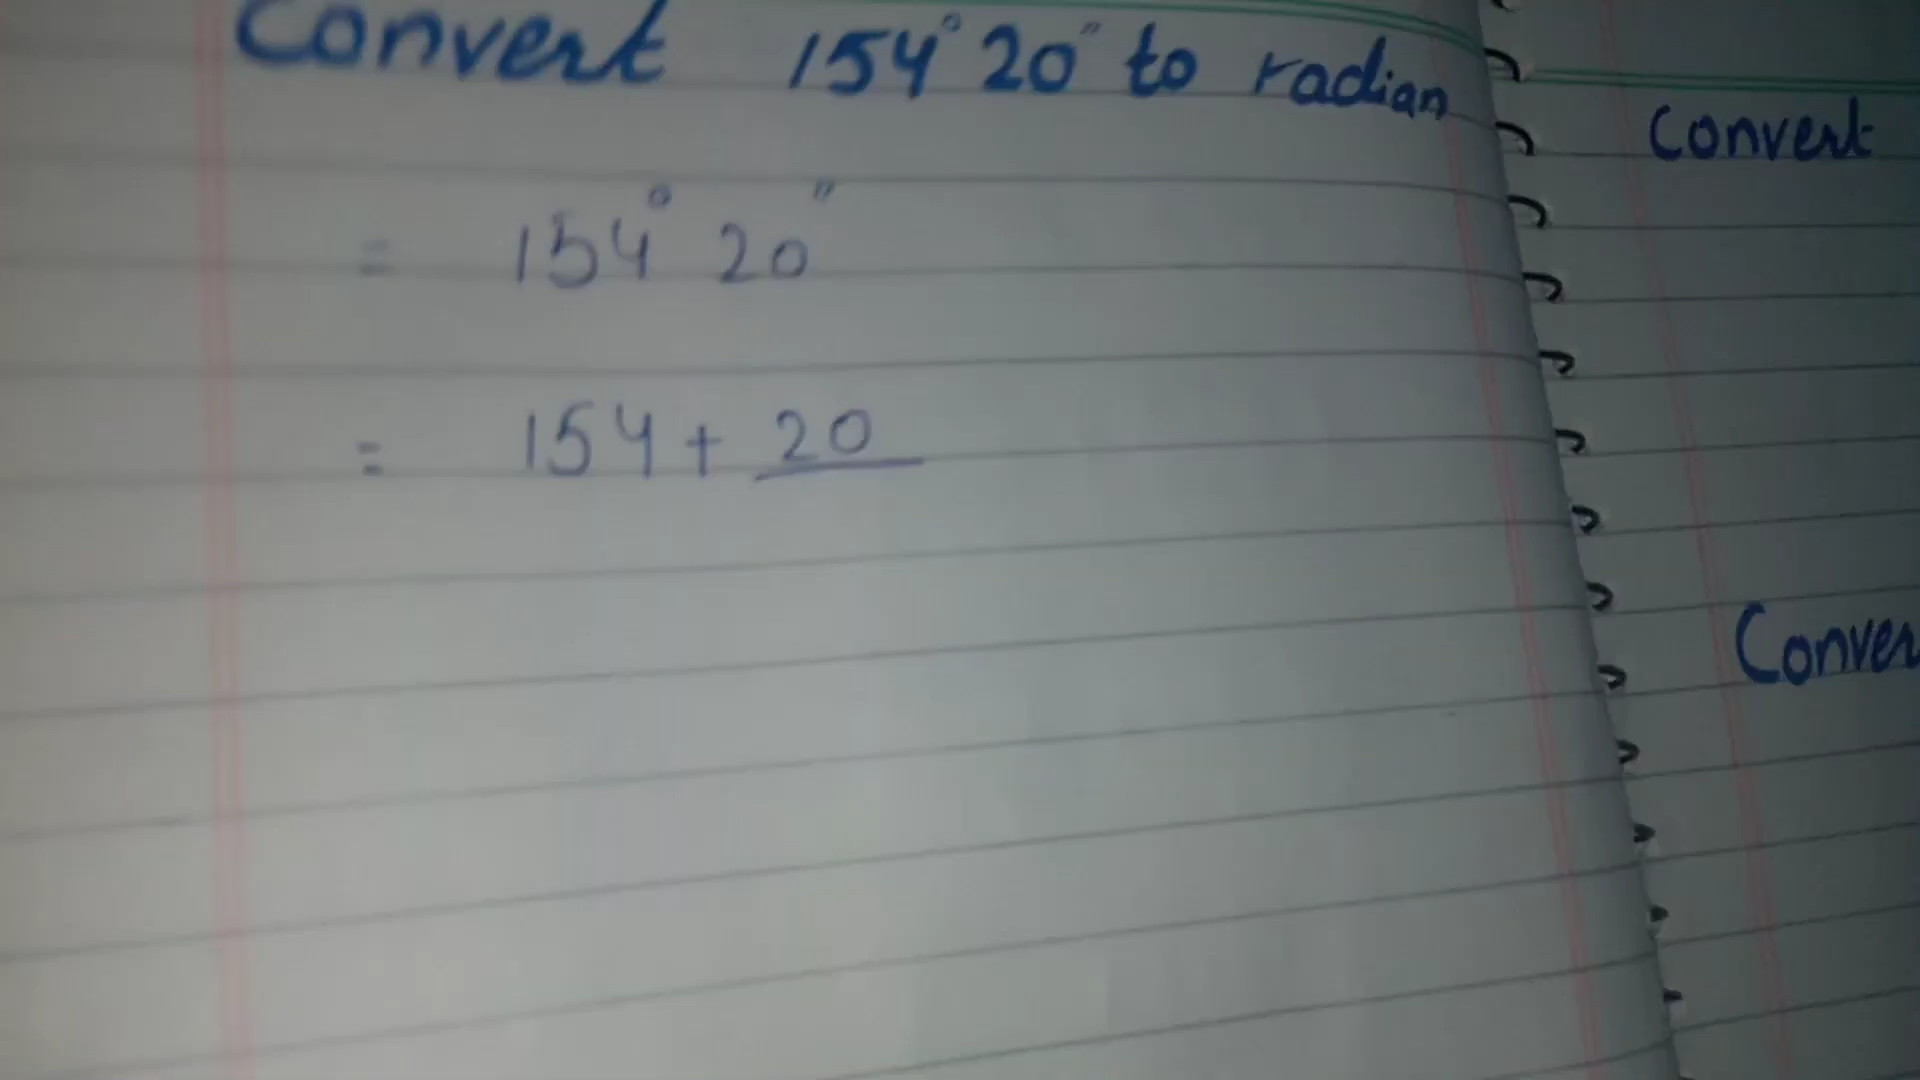 Convert 154° 20" to radian
= 154° 20"
= 154 + 20
Convert
Conver